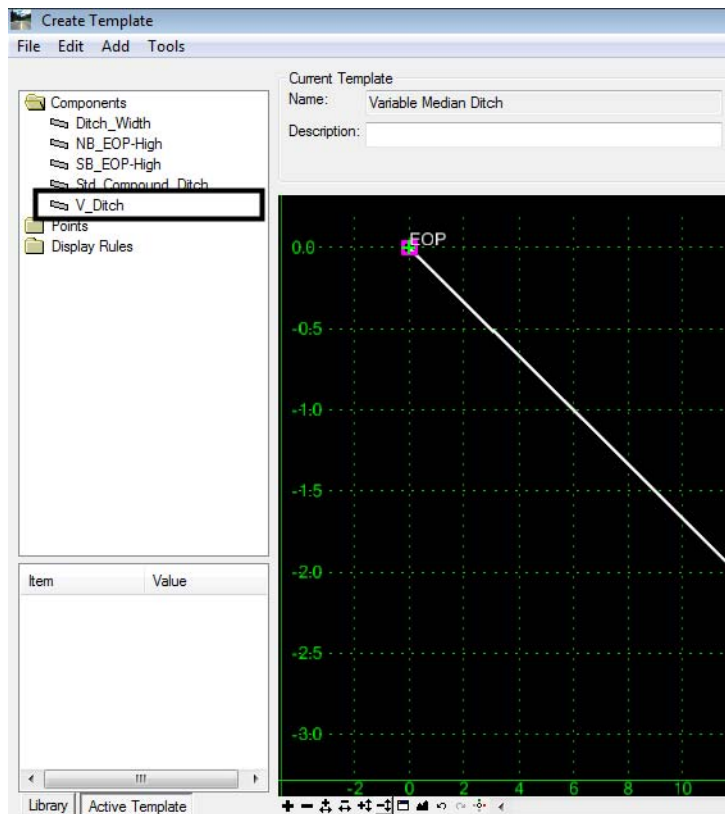 Create Template
File Edit Add Tools
Components
Ditch_Width
NB_EOP-High
SB_EOP-High
Std_Compound_Ditch
V_Ditch
Points
Display Rules
Item Value
Library Active Template
Current Template
Name: Variable Median Ditch
Description:
EOP
0.0
-0.5
-1.0
-1.5
-2.0
-2.5
-3.0
-2 0 2 4 6 8 10